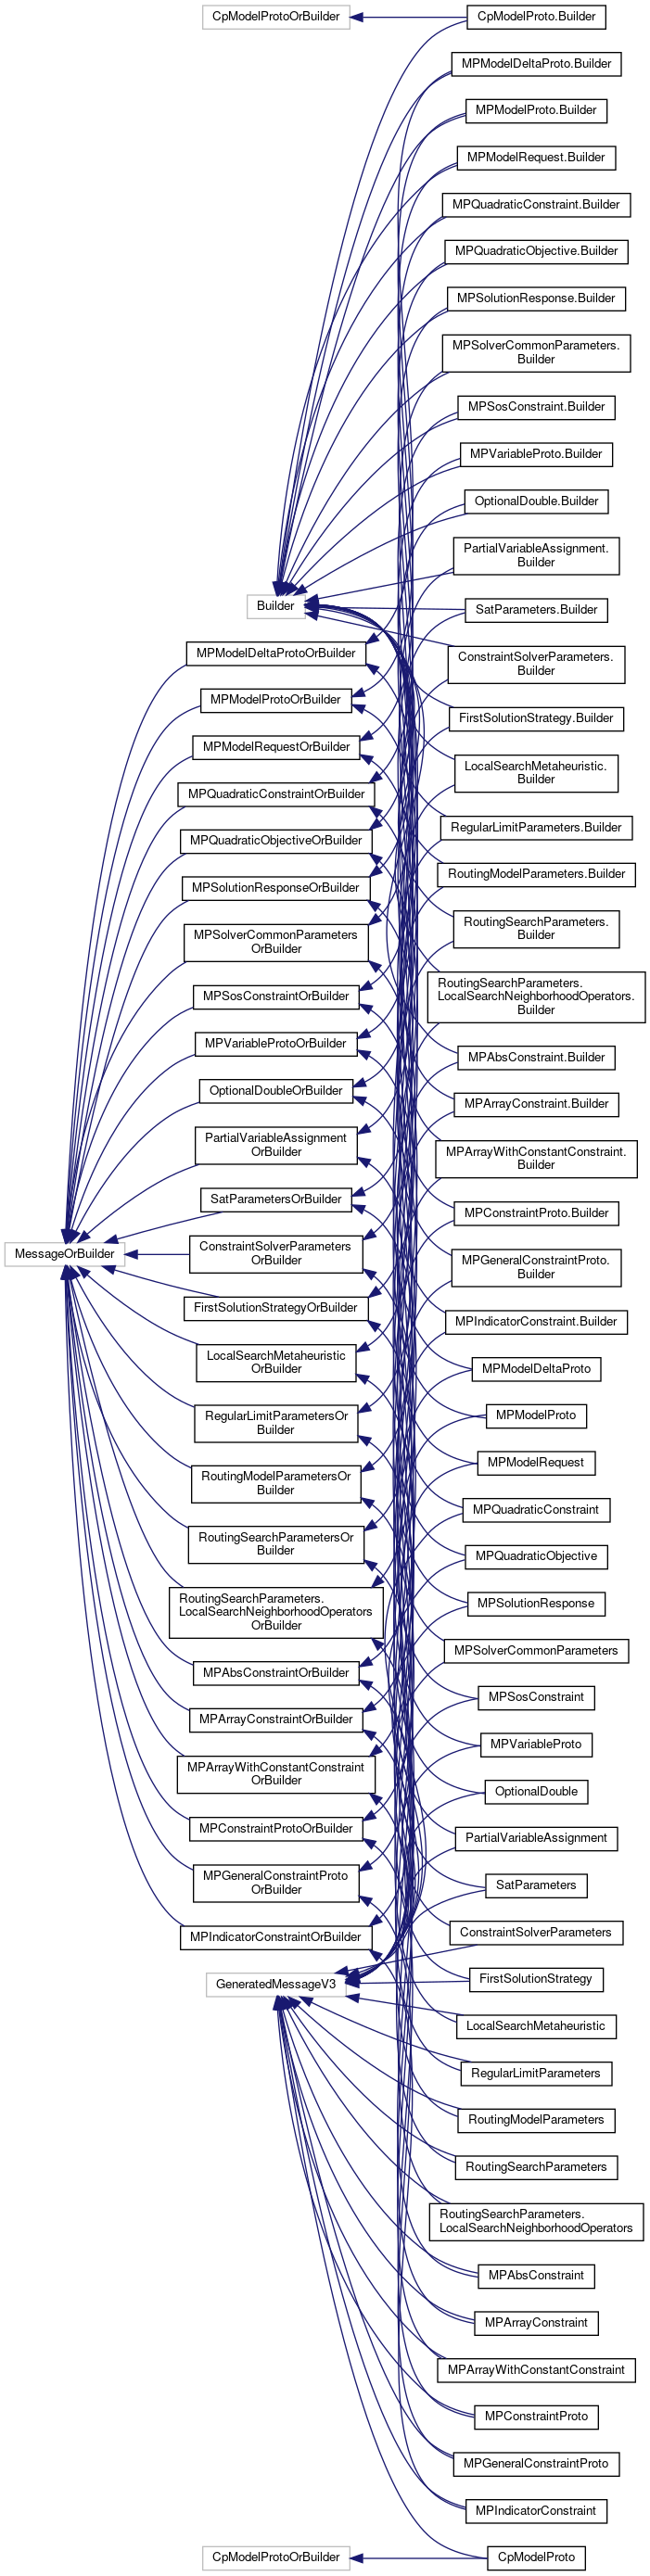 CpModelProtoOrBuilder
CpModelProto.Builder
MPModelDeltaProto.Builder
MPModelProto.Builder
MPModelRequest.Builder
MPQuadraticConstraint.Builder
MPQuadraticObjective.Builder
MPSolutionResponse.Builder
MPSolverCommonParameters.
Builder
MPSosConstraint.Builder
MPVariableProto.Builder
OptionalDouble.Builder
PartialVariableAssignment.
Builder
Builder
SatParameters.Builder
ConstraintSolverParameters.
Builder
FirstSolutionStrategy.Builder
LocalSearchMetaheuristic.
Builder
RegularLimitParameters.Builder
RoutingModelParameters.Builder
RoutingSearchParameters.
Builder
RoutingSearchParameters.
LocalSearchNeighborhoodOperators.
Builder
MPAbsConstraint.Builder
MPArrayConstraint.Builder
MPArrayWithConstantConstraint.
Builder
MPConstraintProto.Builder
MPGeneralConstraintProto.
Builder
MPIndicatorConstraint.Builder
MPModelDeltaProtoOrBuilder
MPModelProtoOrBuilder
MPModelRequestOrBuilder
MPQuadraticConstraintOrBuilder
MPQuadraticObjectiveOrBuilder
MPSolutionResponseOrBuilder
MPSolverCommonParameters
OrBuilder
MPSosConstraintOrBuilder
MPVariableProtoOrBuilder
OptionalDoubleOrBuilder
PartialVariableAssignment
OrBuilder
SatParametersOrBuilder
MessageOrBuilder
ConstraintSolverParameters
OrBuilder
FirstSolutionStrategyOrBuilder
LocalSearchMetaheuristic
OrBuilder
RegularLimitParametersOr
Builder
RoutingModelParametersOr
Builder
RoutingSearchParametersOr
Builder
RoutingSearchParameters.
LocalSearchNeighborhoodOperators
OrBuilder
MPAbsConstraintOrBuilder
MPArrayConstraintOrBuilder
MPArrayWithConstantConstraint
OrBuilder
MPConstraintProtoOrBuilder
MPGeneralConstraintProto
OrBuilder
MPIndicatorConstraintOrBuilder
GeneratedMessageV3
MPModelDeltaProto
MPModelProto
MPModelRequest
MPQuadraticConstraint
MPQuadraticObjective
MPSolutionResponse
MPSolverCommonParameters
MPSosConstraint
MPVariableProto
OptionalDouble
PartialVariableAssignment
SatParameters
ConstraintSolverParameters
FirstSolutionStrategy
LocalSearchMetaheuristic
RegularLimitParameters
RoutingModelParameters
RoutingSearchParameters
RoutingSearchParameters.
LocalSearchNeighborhoodOperators
MPAbsConstraint
MPArrayConstraint
MPArrayWithConstantConstraint
MPConstraintProto
MPGeneralConstraintProto
MPIndicatorConstraint
CpModelProtoOrBuilder
CpModelProto